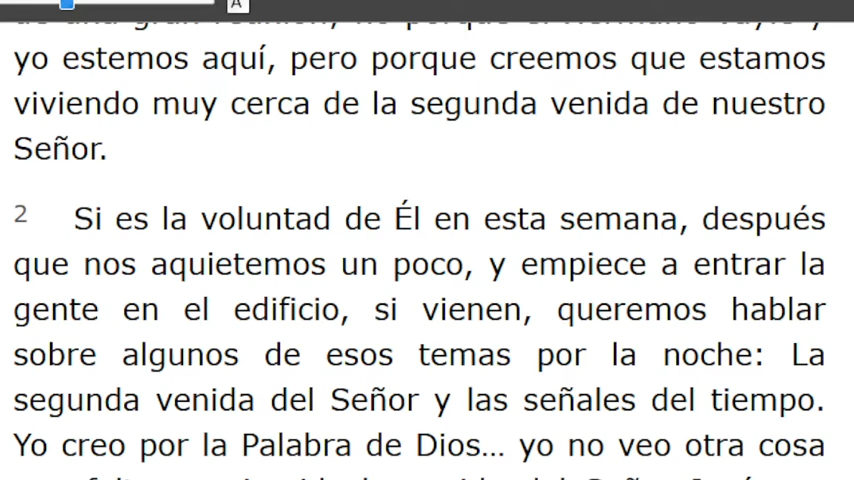 A
yo estemos aquí, pero porque creemos que estamos
viviendo muy cerca de la segunda venida de nuestro
Señor.
2 Si es la voluntad de Él en esta semana, después
que nos aquietemos un poco, y empiece a entrar la
gente en el edificio, si vienen, queremos hablar
sobre algunos de esos temas por la noche: La
segunda venida del Señor y las señales del tiempo.
Yo creo por la Palabra de Dios... yo no veo otra cosa